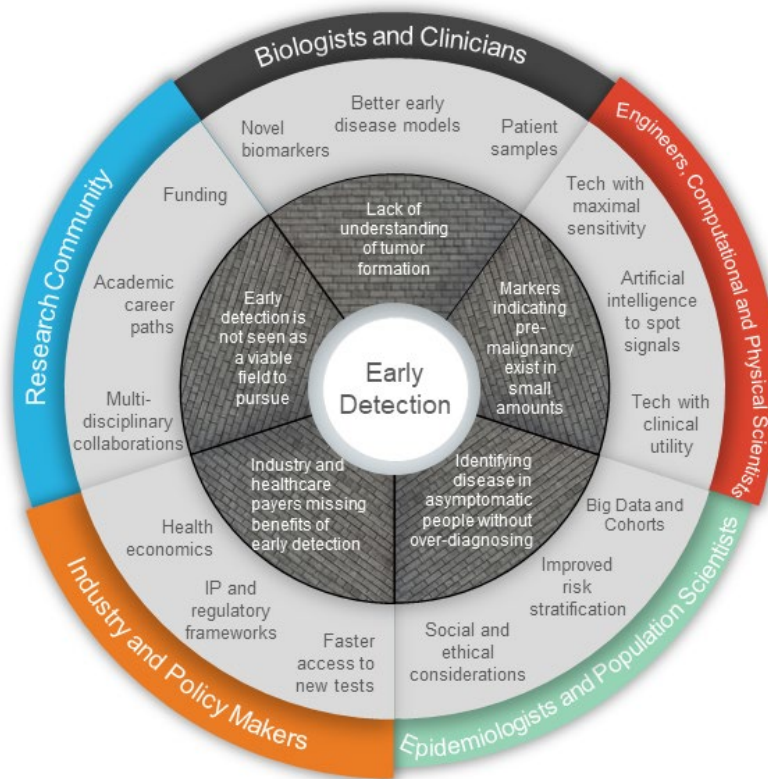 Biologists and Clinicians
Novel
biomarkers
Better early
disease models
Patient
samples
Lack of
understanding
of tumor
formation
Engineers, Computational and Physical Scientists
Tech with
maximal
sensitivity
Artificial
intelligence
to spot
signals
Tech with
clinical
utility
Markers
indicating
pre-
malignancy
exist in
small
amounts
Epidemiologists and Population Scientists
Big Data and
Cohorts
Improved
risk
stratification
Social and
ethical
considerations
Identifying
disease in
asymptomatic
people without
over-diagnosing
Industry and Policy Makers
Health
economics
IP and
regulatory
frameworks
Faster
access to
new tests
Industry and
healthcare
payers missing
benefits of
early detection
Research Community
Funding
Academic
career
paths
Multi-
disciplinary
collaborations
Early
detection is
not seen as
a viable
field to
pursue
Early
Detection